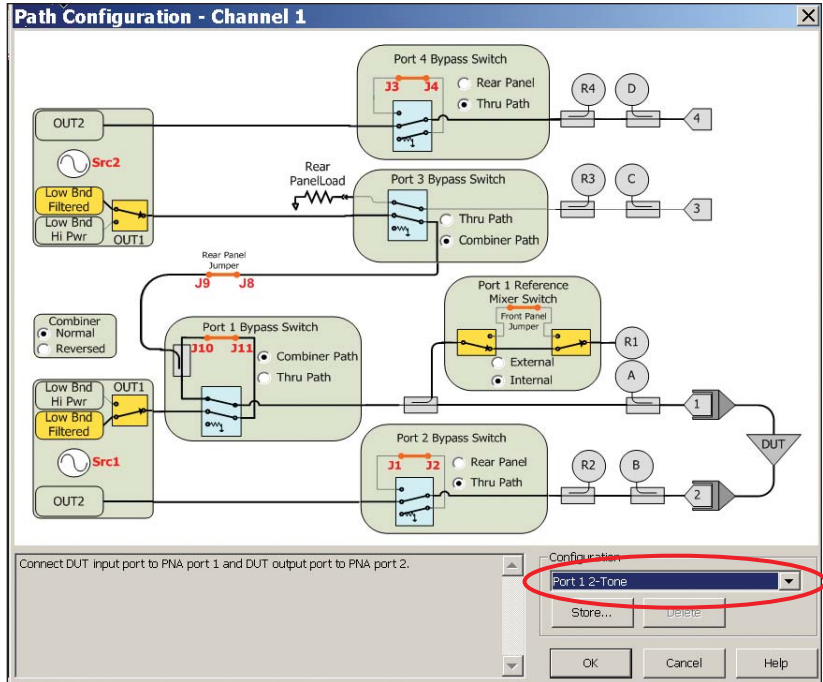 Path Configuration - Channel 1
Port 4 Bypass Switch
J3 J4
Rear Panel
Thru Path
R4
D
4
OUT2
Src2
Low Bnd
Filtered
Low Bnd
Hi Pwr
OUT1
Rear
PanelLoad
Port 3 Bypass Switch
Thru Path
Combiner Path
R3
C
3
Rear Panel
Jumper
J9 J8
Port 1 Reference
Mixer Switch
Front Panel
Jumper
External
Internal
R1
A
1
Combiner
Normal
Reversed
Port 1 Bypass Switch
J10 J11
Combiner Path
Thru Path
Low Bnd
Hi Pwr
OUT1
Low Bnd
Filtered
Src1
OUT2
Port 2 Bypass Switch
J1 J2
Rear Panel
Thru Path
R2
B
2
DUT
Connect DUT input port to PNA port 1 and DUT output port to PNA port 2.
Configuration
Port 1 2-Tone
Store...
Delete
OK
Cancel
Help